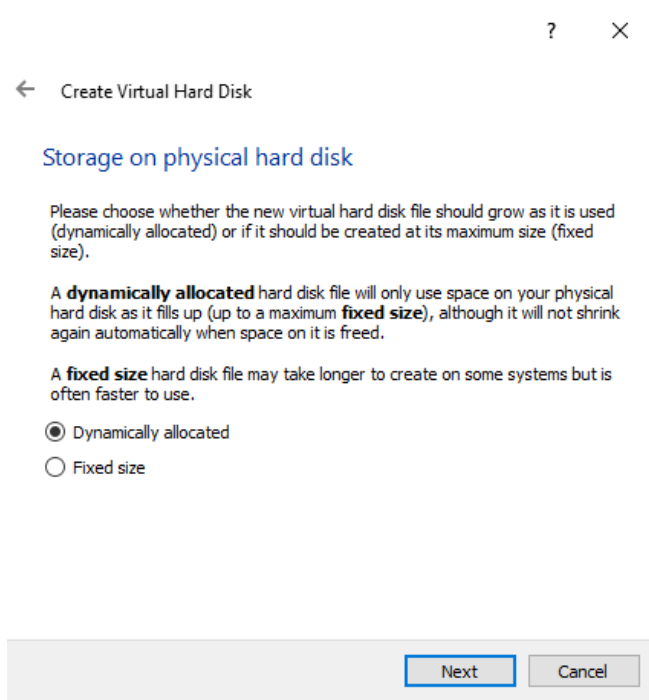 ?
Create Virtual Hard Disk
Storage on physical hard disk
Please choose whether the new virtual hard disk file should grow as it is used
(dynamically allocated) or if it should be created at its maximum size (fixed
size).
A dynamically allocated hard disk file will only use space on your physical
hard disk as it fills up (up to a maximum fixed size), although it will not shrink
again automatically when space on it is freed.
A fixed size hard disk file may take longer to create on some systems but is
often faster to use.
Dynamically allocated
Fixed size
Next Cancel